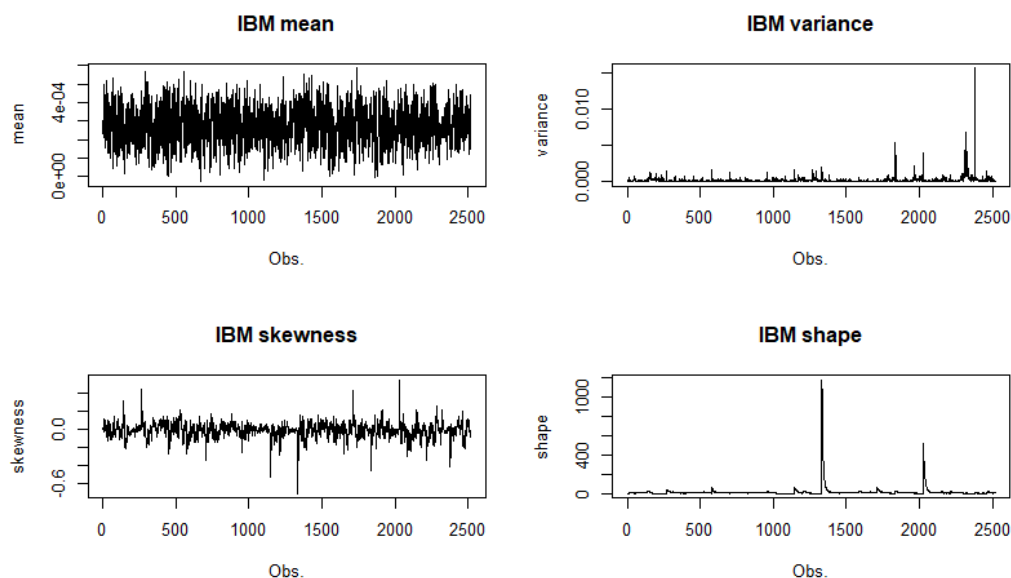 IBM mean
mean
0e+00 4e-04
0 500 1000 1500 2000 2500
Obs.
IBM variance
variance
0.000 0.010
0 500 1000 1500 2000 2500
Obs.
IBM skewness
skewness
-0.6 0.0
0 500 1000 1500 2000 2500
Obs.
IBM shape
shape
0 400 1000
0 500 1000 1500 2000 2500
Obs.